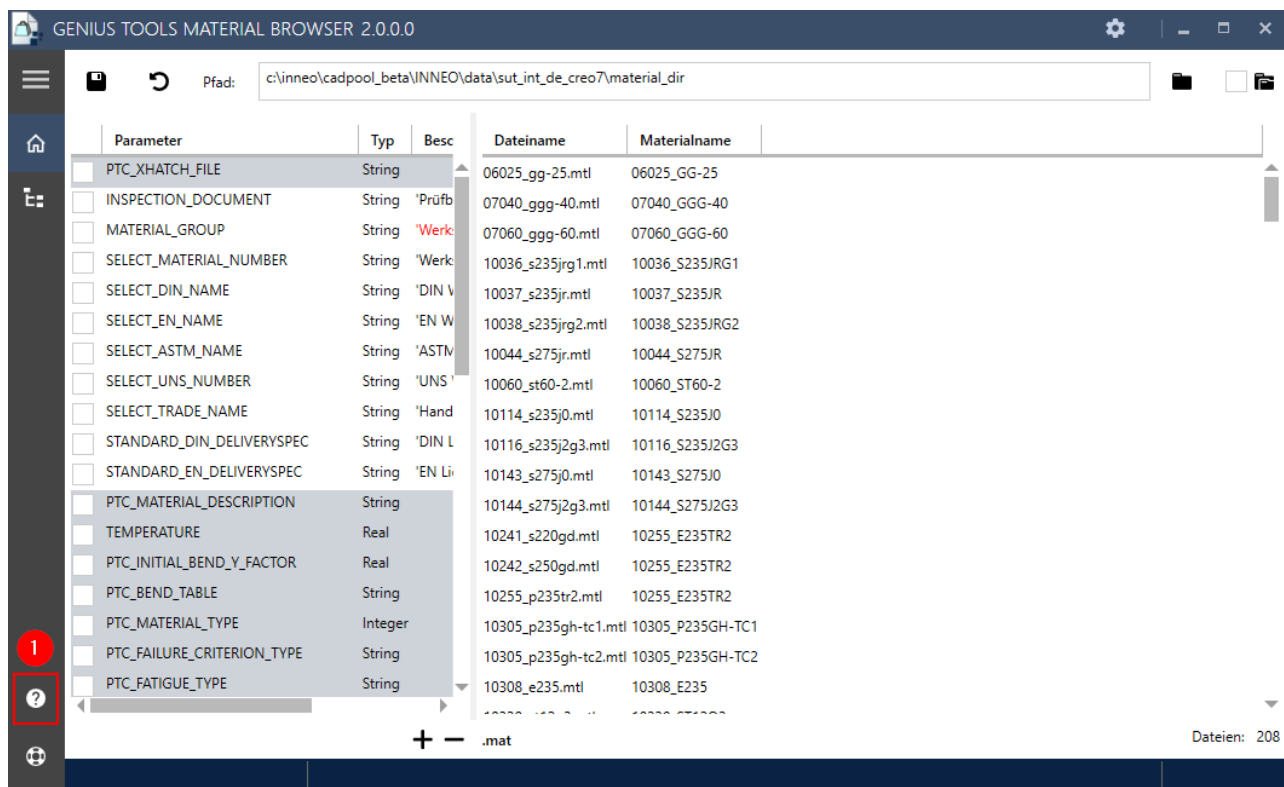 GENIUS TOOLS MATERIAL BROWSER 2.0.0.0
Pfad: c:\inneo\cadpool_beta\INNEO\data\sut_int_de_creo7\material_dir
Parameter Typ Besc Dateiname Materialname
PTC_XHATCH_FILE String 06025_gg-25.mtl 06025_GG-25
INSPECTION_DOCUMENT String 'Prüfb 07040_ggg-40.mtl 07040_GGG-40
MATERIAL_GROUP String 'Werk: 07060_ggg-60.mtl 07060_GGG-60
SELECT_MATERIAL_NUMBER String 'Werk: 10036_s235jrg1.mtl 10036_S235JRG1
SELECT_DIN_NAME String 'DIN W 10037_s235jr.mtl 10037_S235JR
SELECT_EN_NAME String 'EN W 10038_s235jrg2.mtl 10038_S235JRG2
SELECT_ASTM_NAME String 'ASTM 10044_s275jr.mtl 10044_S275JR
SELECT_UNS_NUMBER String 'UNS 10060_st60-2.mtl 10060_ST60-2
SELECT_TRADE_NAME String 'Hand 10114_s235j0.mtl 10114_S235J0
STANDARD_DIN_DELIVERYSPEC String 'DIN L 10116_s235j2g3.mtl 10116_S235J2G3
STANDARD_EN_DELIVERYSPEC String 'EN Li 10143_s275j0.mtl 10143_S275J0
PTC_MATERIAL_DESCRIPTION String 10144_s275j2g3.mtl 10144_S275J2G3
TEMPERATURE Real 10241_s220gd.mtl 10255_E235TR2
PTC_INITIAL_BEND_Y_FACTOR Real 10242_s250gd.mtl 10255_E235TR2
PTC_BEND_TABLE String 10255_p235tr2.mtl 10255_E235TR2
PTC_MATERIAL_TYPE Integer 10305_p235gh-tc1.mtl 10305_P235GH-TC1
1
PTC_FAILURE_CRITERION_TYPE String 10305_p235gh-tc2.mtl 10305_P235GH-TC2
PTC_FATIGUE_TYPE String 10308_e235.mtl 10308_E235
.mat Dateien: 208